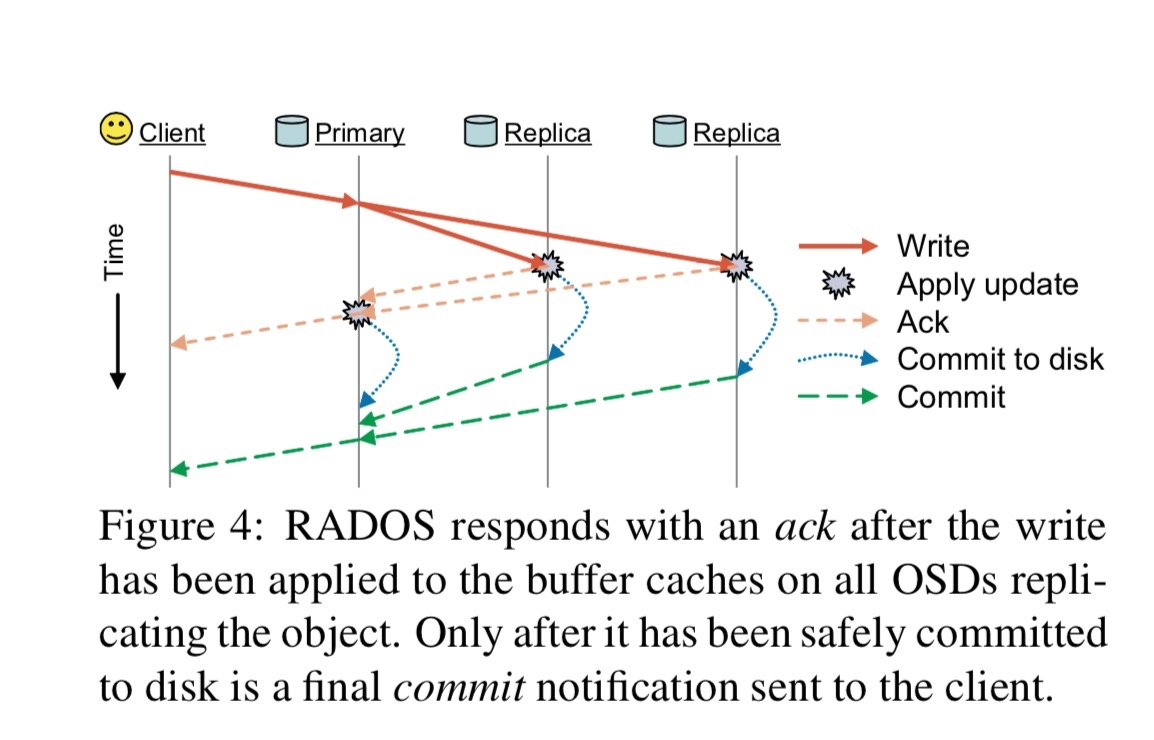 Client Primary Replica Replica
Time
Write
Apply update
Ack
Commit to disk
Commit
Figure 4: RADOS responds with an ack after the write
has been applied to the buffer caches on all OSDs repli-
cating the object. Only after it has been safely committed
to disk is a final commit notification sent to the client.